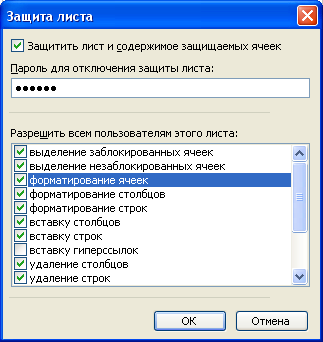 Защита листа
Защитить лист и содержимое защищаемых ячеек
Пароль для отключения защиты листа:
●●●●●●
Разрешить всем пользователям этого листа:
выделение заблокированных ячеек
выделение незаблокированных ячеек
форматирование ячеек
форматирование столбцов
форматирование строк
вставку столбцов
вставку строк
вставку гиперссылок
удаление столбцов
удаление строк
ОК Отмена